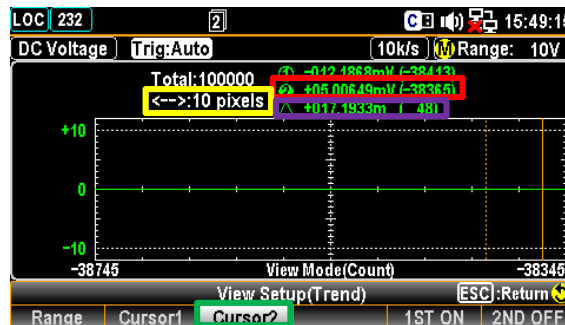 LOC 232 2 C 15:49:1
DC Voltage Trig:Auto 10k/s M Range: 10V
Total:100000 ① -012.1868mV (-38413)
<-->:10 pixels ② +05.00649mV (-38365)
△ +017.1933m ( 48)
+10
0
-10
-38745 View Mode(Count) -38345
View Setup(Trend) ESC:Return
Range Cursor1 Cursor2 1ST ON 2ND OFF